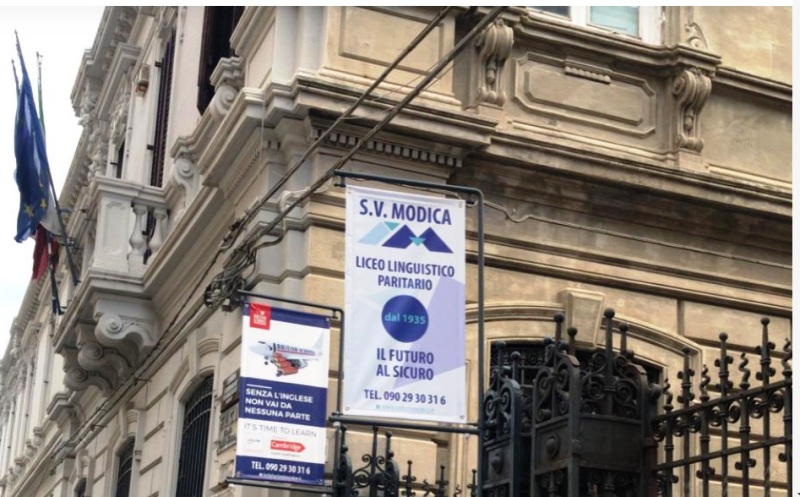 S.V. MODICA
LICEO LINGUISTICO
PARITARIO
dal 1935
IL FUTURO
AL SICURO
TEL. 090 29 30 31 6
SENZA L'INGLESE
NON VAI DA
NESSUNA PARTE
IT'S TIME TO LEARN
Cambridge
TEL. 090 29 30 31 6